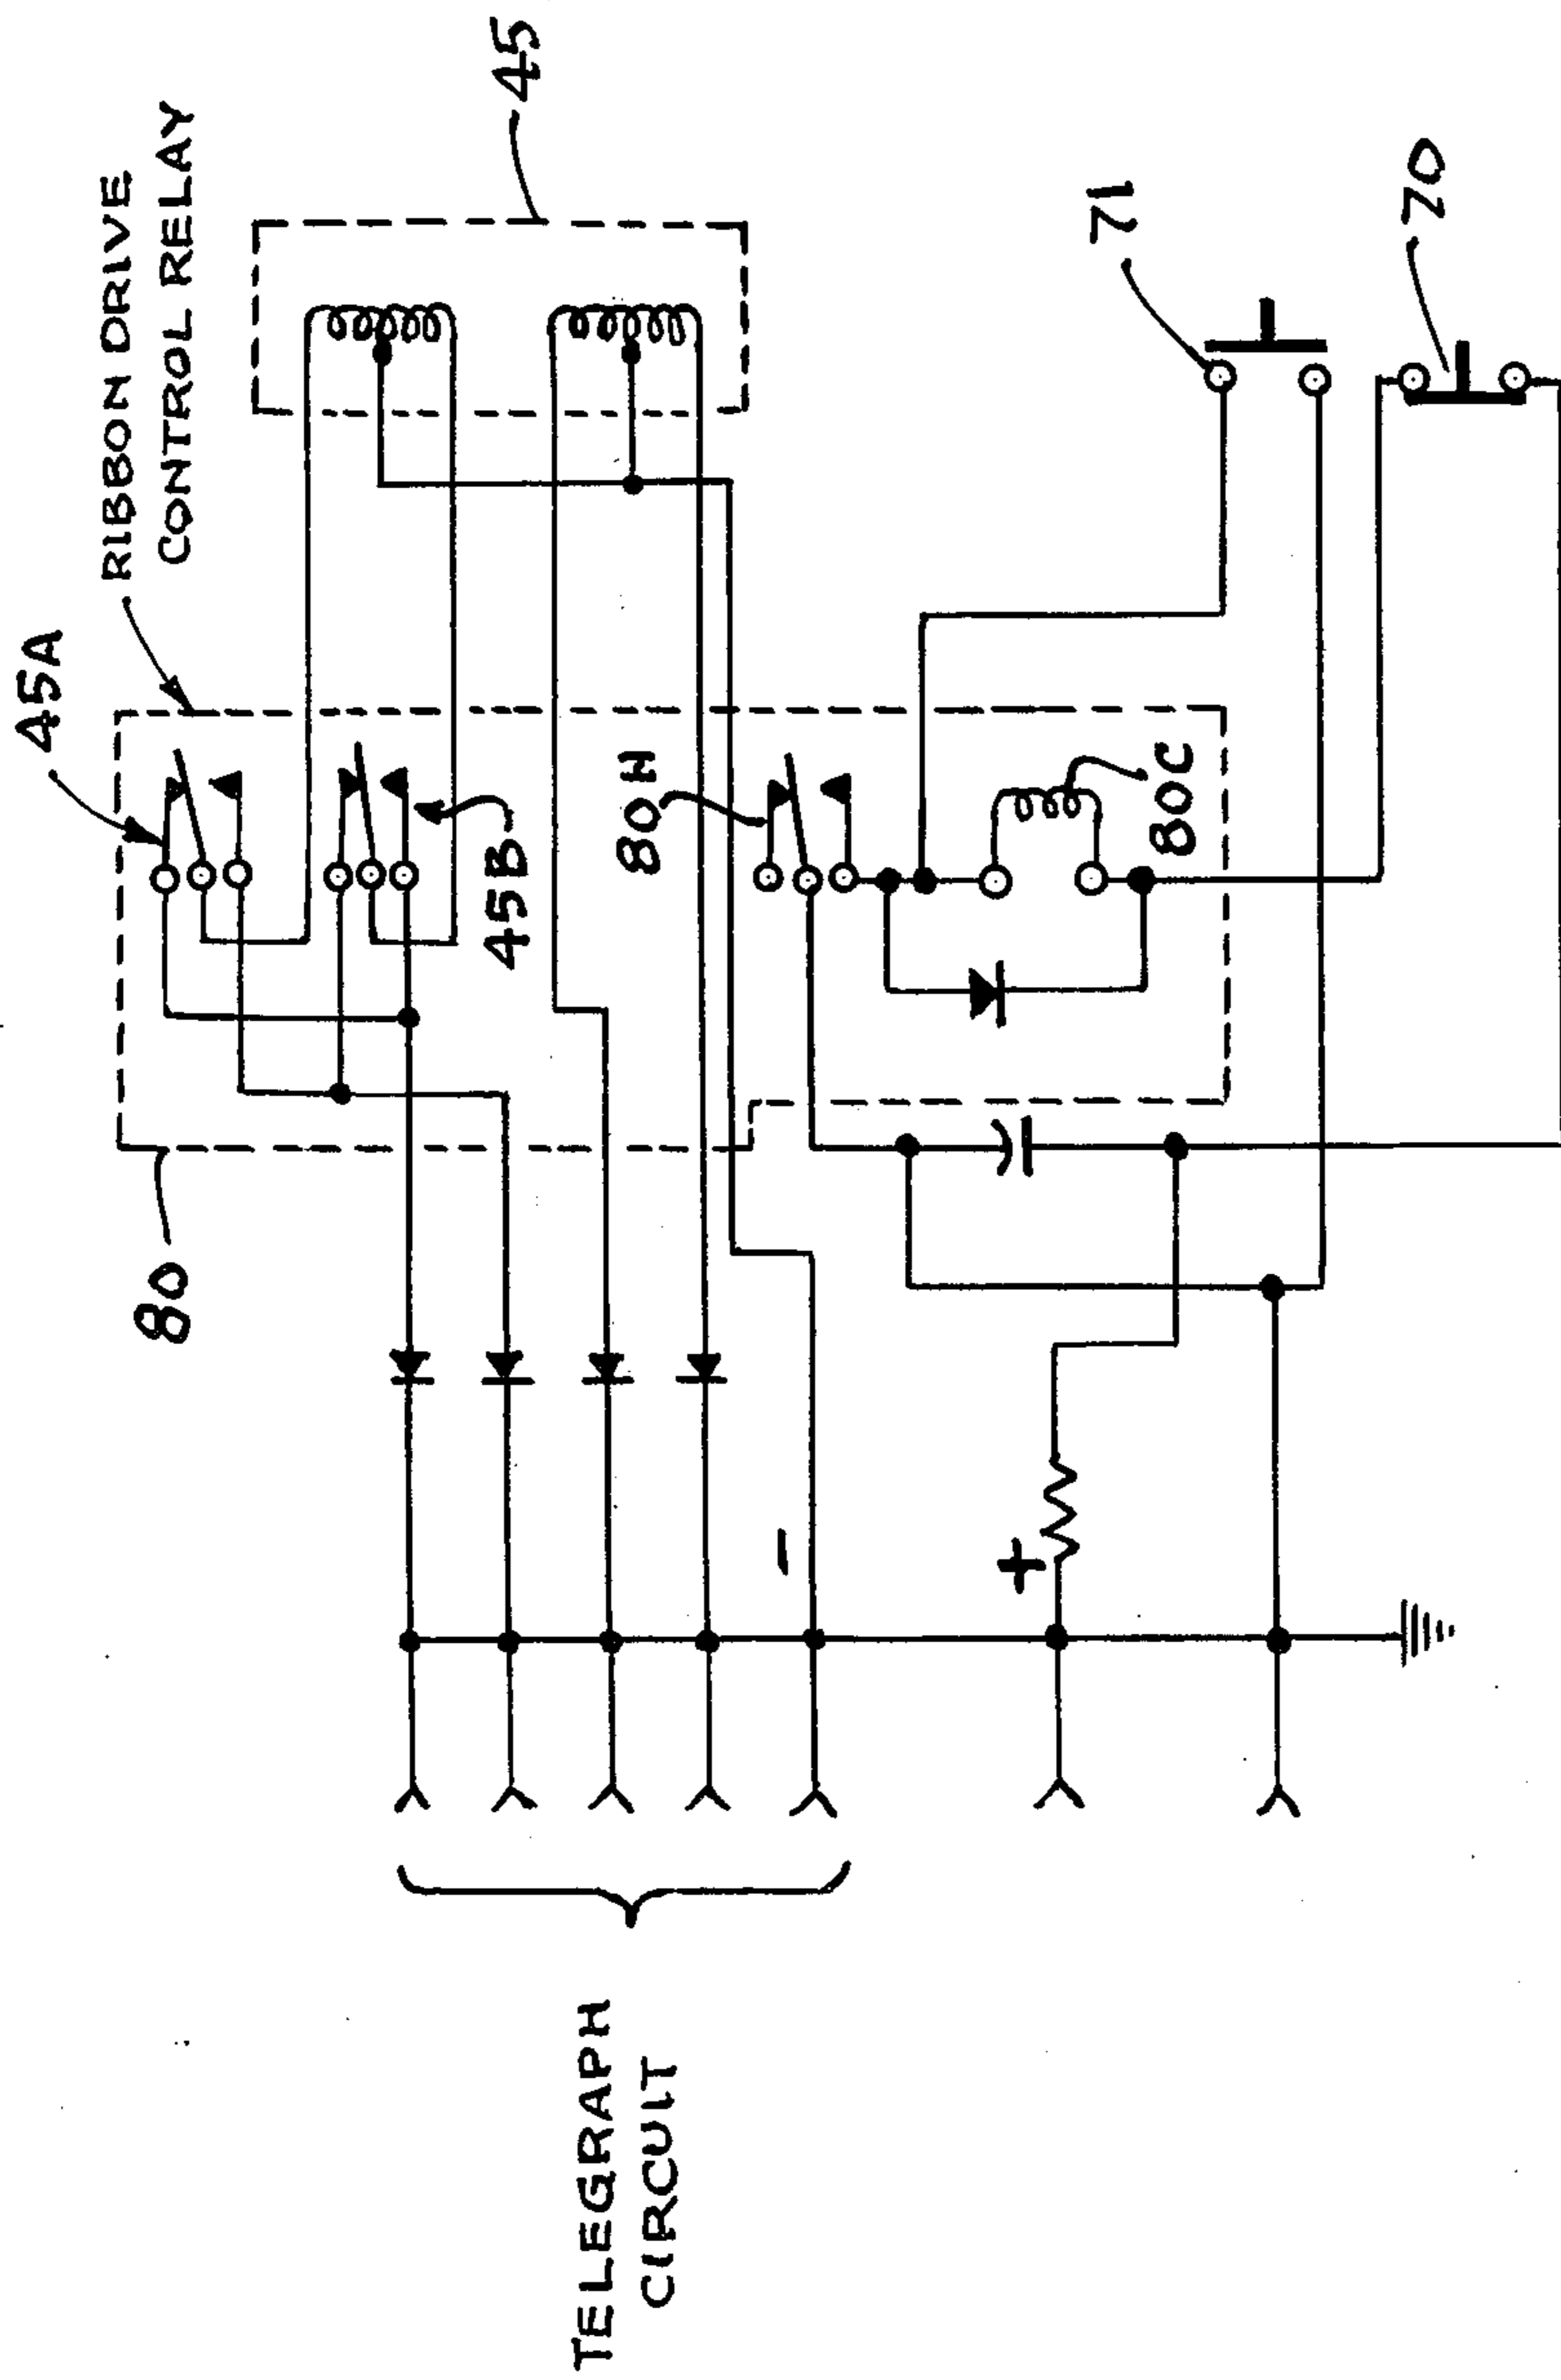 45A
RIBBON DRIVE
CONTROL RELAY
45
80
45B
80H
80C
71
70
-
+
TELEGRAPH
CIRCUIT